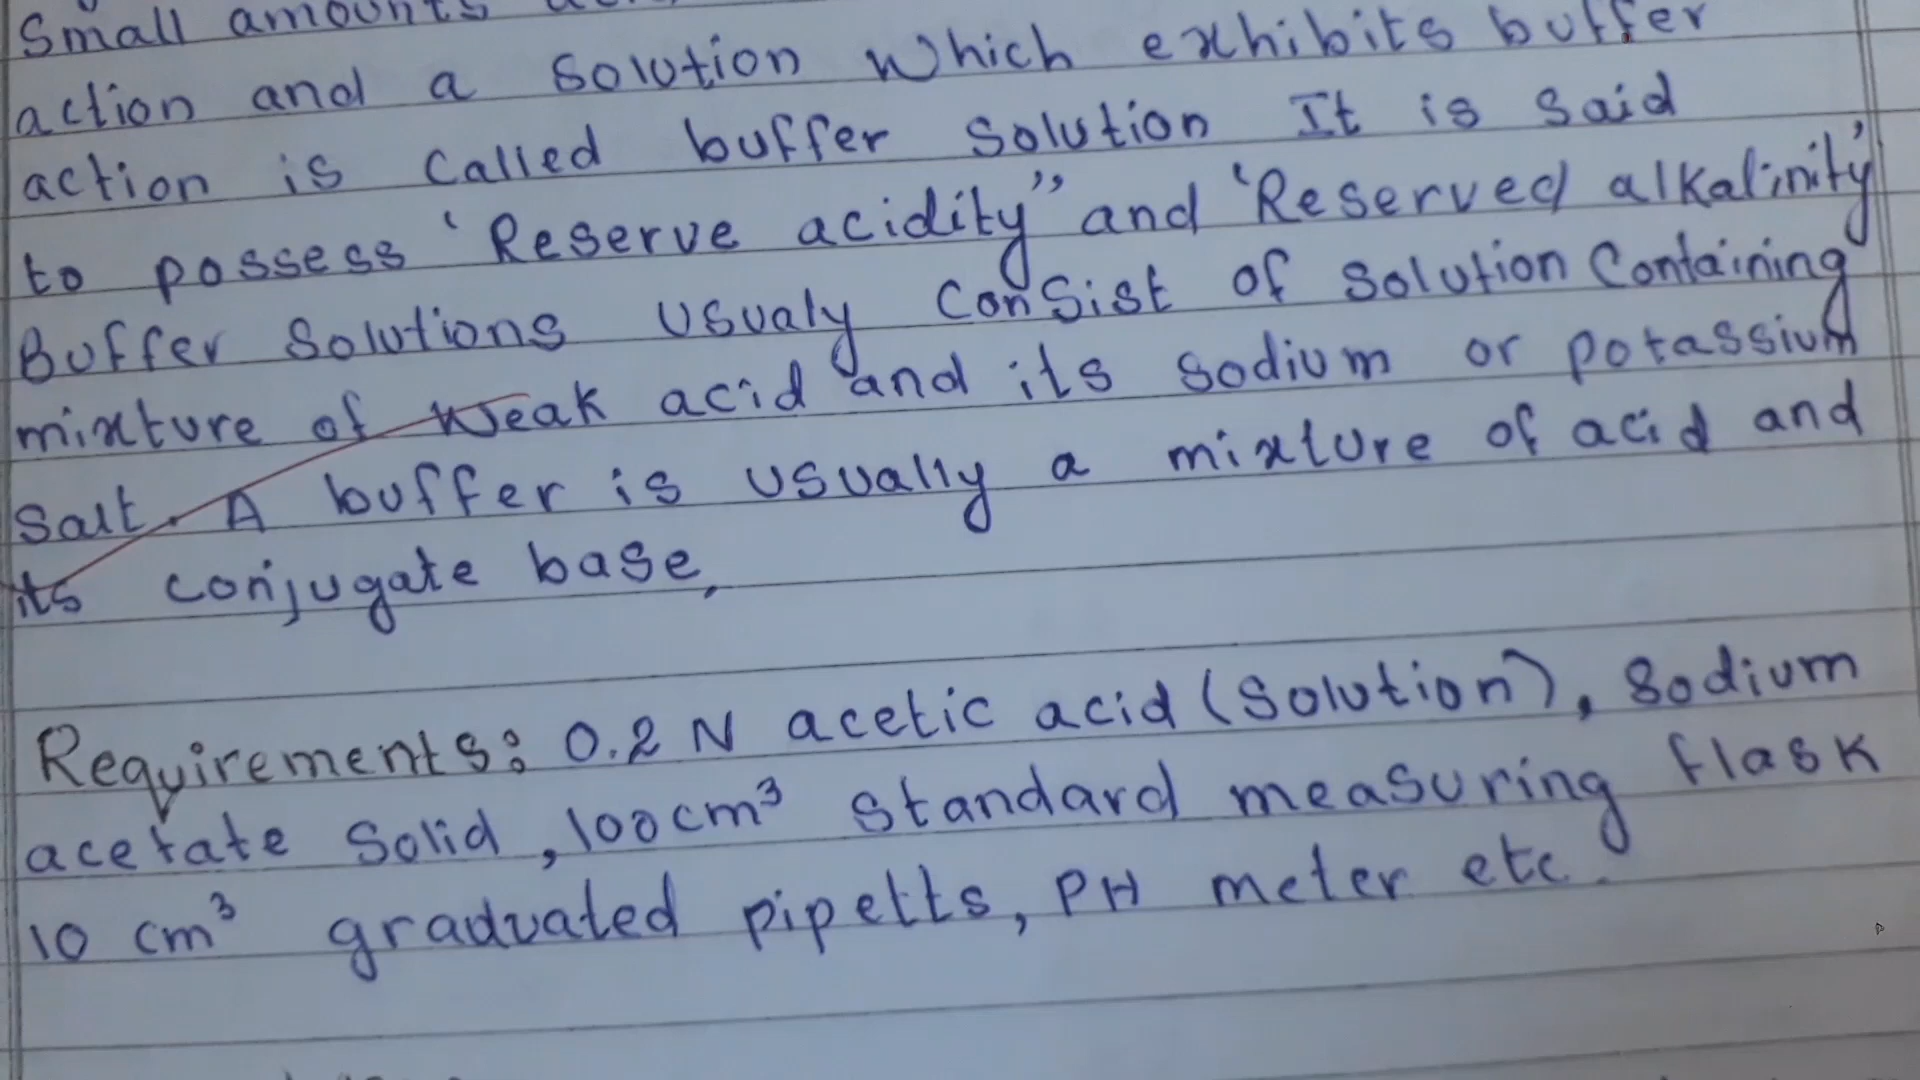 Small amounts
action and a solution which exhibits buffer
action is called buffer solution It is said
to possess 'Reserve acidity" and 'Reserved alkalinity'
Buffer solutions usualy consist of solution containing
mixture of weak acid and its sodium or potassium
salt. A buffer is usually a mixture of acid and
its conjugate base,
Requirements: 0.2 N acetic acid (solution), sodium
acetate solid, 100 cm³ standard measuring flask
10 cm³ graduated pipetts, PH meter etc.